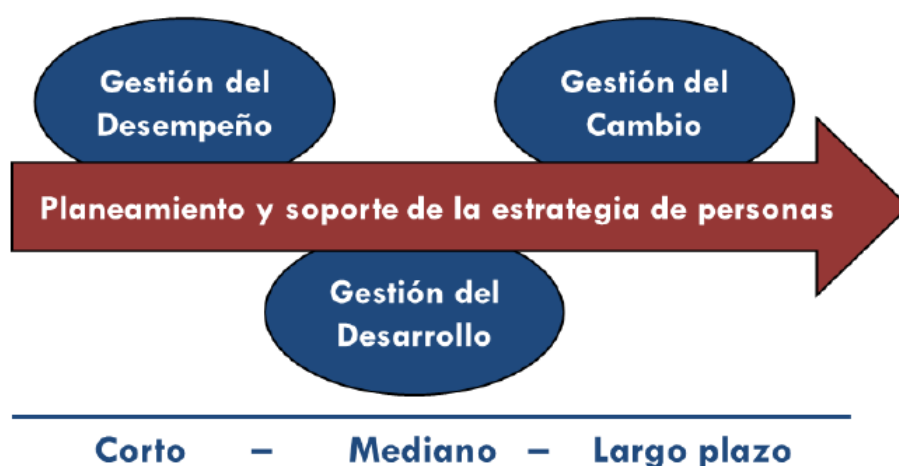 Gestión del
Desempeño
Gestión del
Cambio
Planeamiento y soporte de la estrategia de personas
Gestión del
Desarrollo
Corto – Mediano – Largo plazo